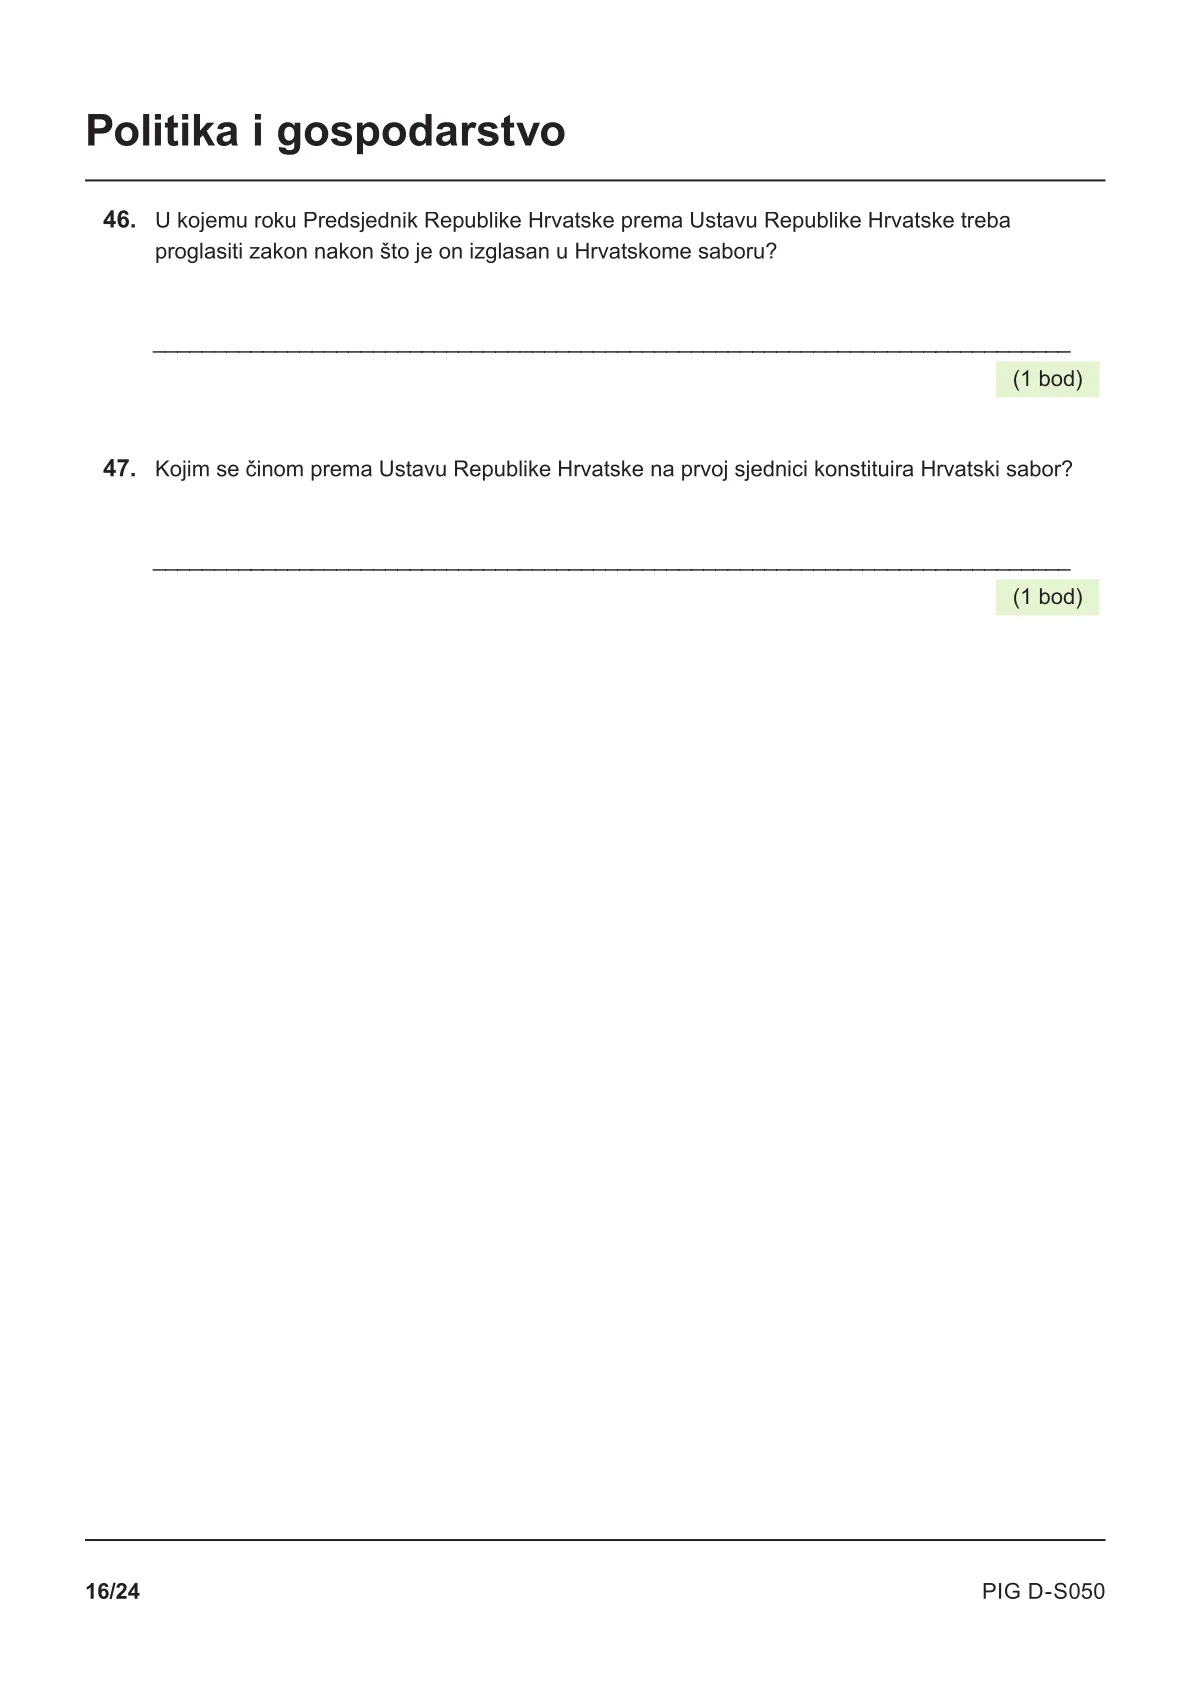 Politika i gospodarstvo
46. U kojemu roku Predsjednik Republike Hrvatske prema Ustavu Republike Hrvatske treba
proglasiti zakon nakon što je on izglasan u Hrvatskome saboru?
(1 bod)
47. Kojim se činom prema Ustavu Republike Hrvatske na prvoj sjednici konstituira Hrvatski sabor?
(1 bod)
16/24
PIG D-S050